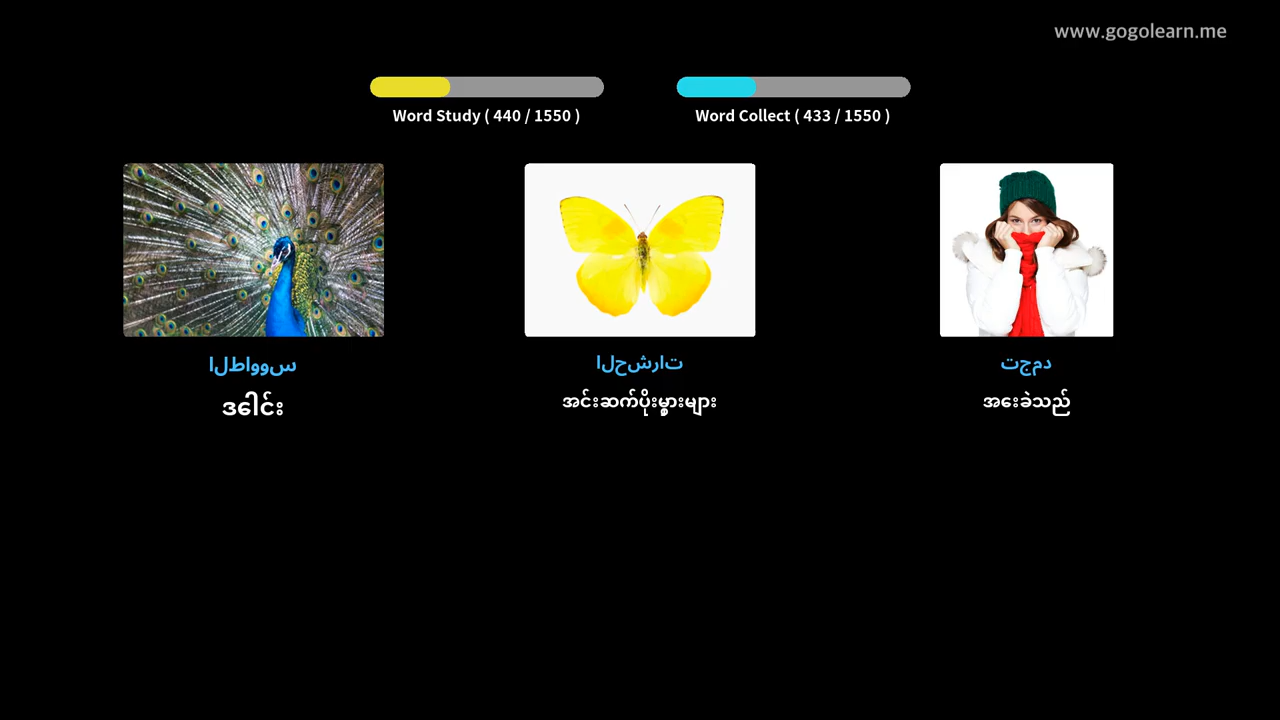 www.gogolearn.me
Word Study ( 440 / 1550 )
Word Collect ( 433 / 1550 )
الطاووس
ဒေါင်း
الحشرات
အင်းဆက်ပိုးမွှားများ
تجمد
အေးခဲသည်